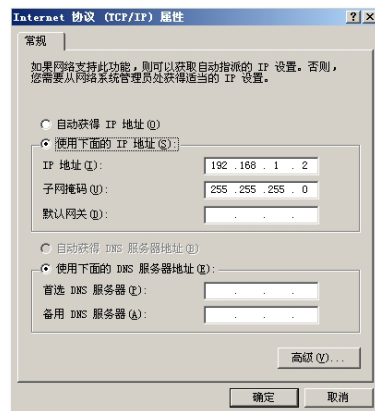 Internet 协议 (TCP/IP) 属性
常规
如果网络支持此功能，则可以获取自动指派的 IP 设置。否则，
您需要从网络系统管理员处获得适当的 IP 设置。
自动获得 IP 地址(O)
使用下面的 IP 地址(S):
IP 地址(I): 192 .168 . 1 . 2
子网掩码(U): 255 .255 .255 . 0
默认网关(D): . . .
自动获得 DNS 服务器地址(B)
使用下面的 DNS 服务器地址(E):
首选 DNS 服务器(P): . . .
备用 DNS 服务器(A): . . .
高级(V)...
确定 取消